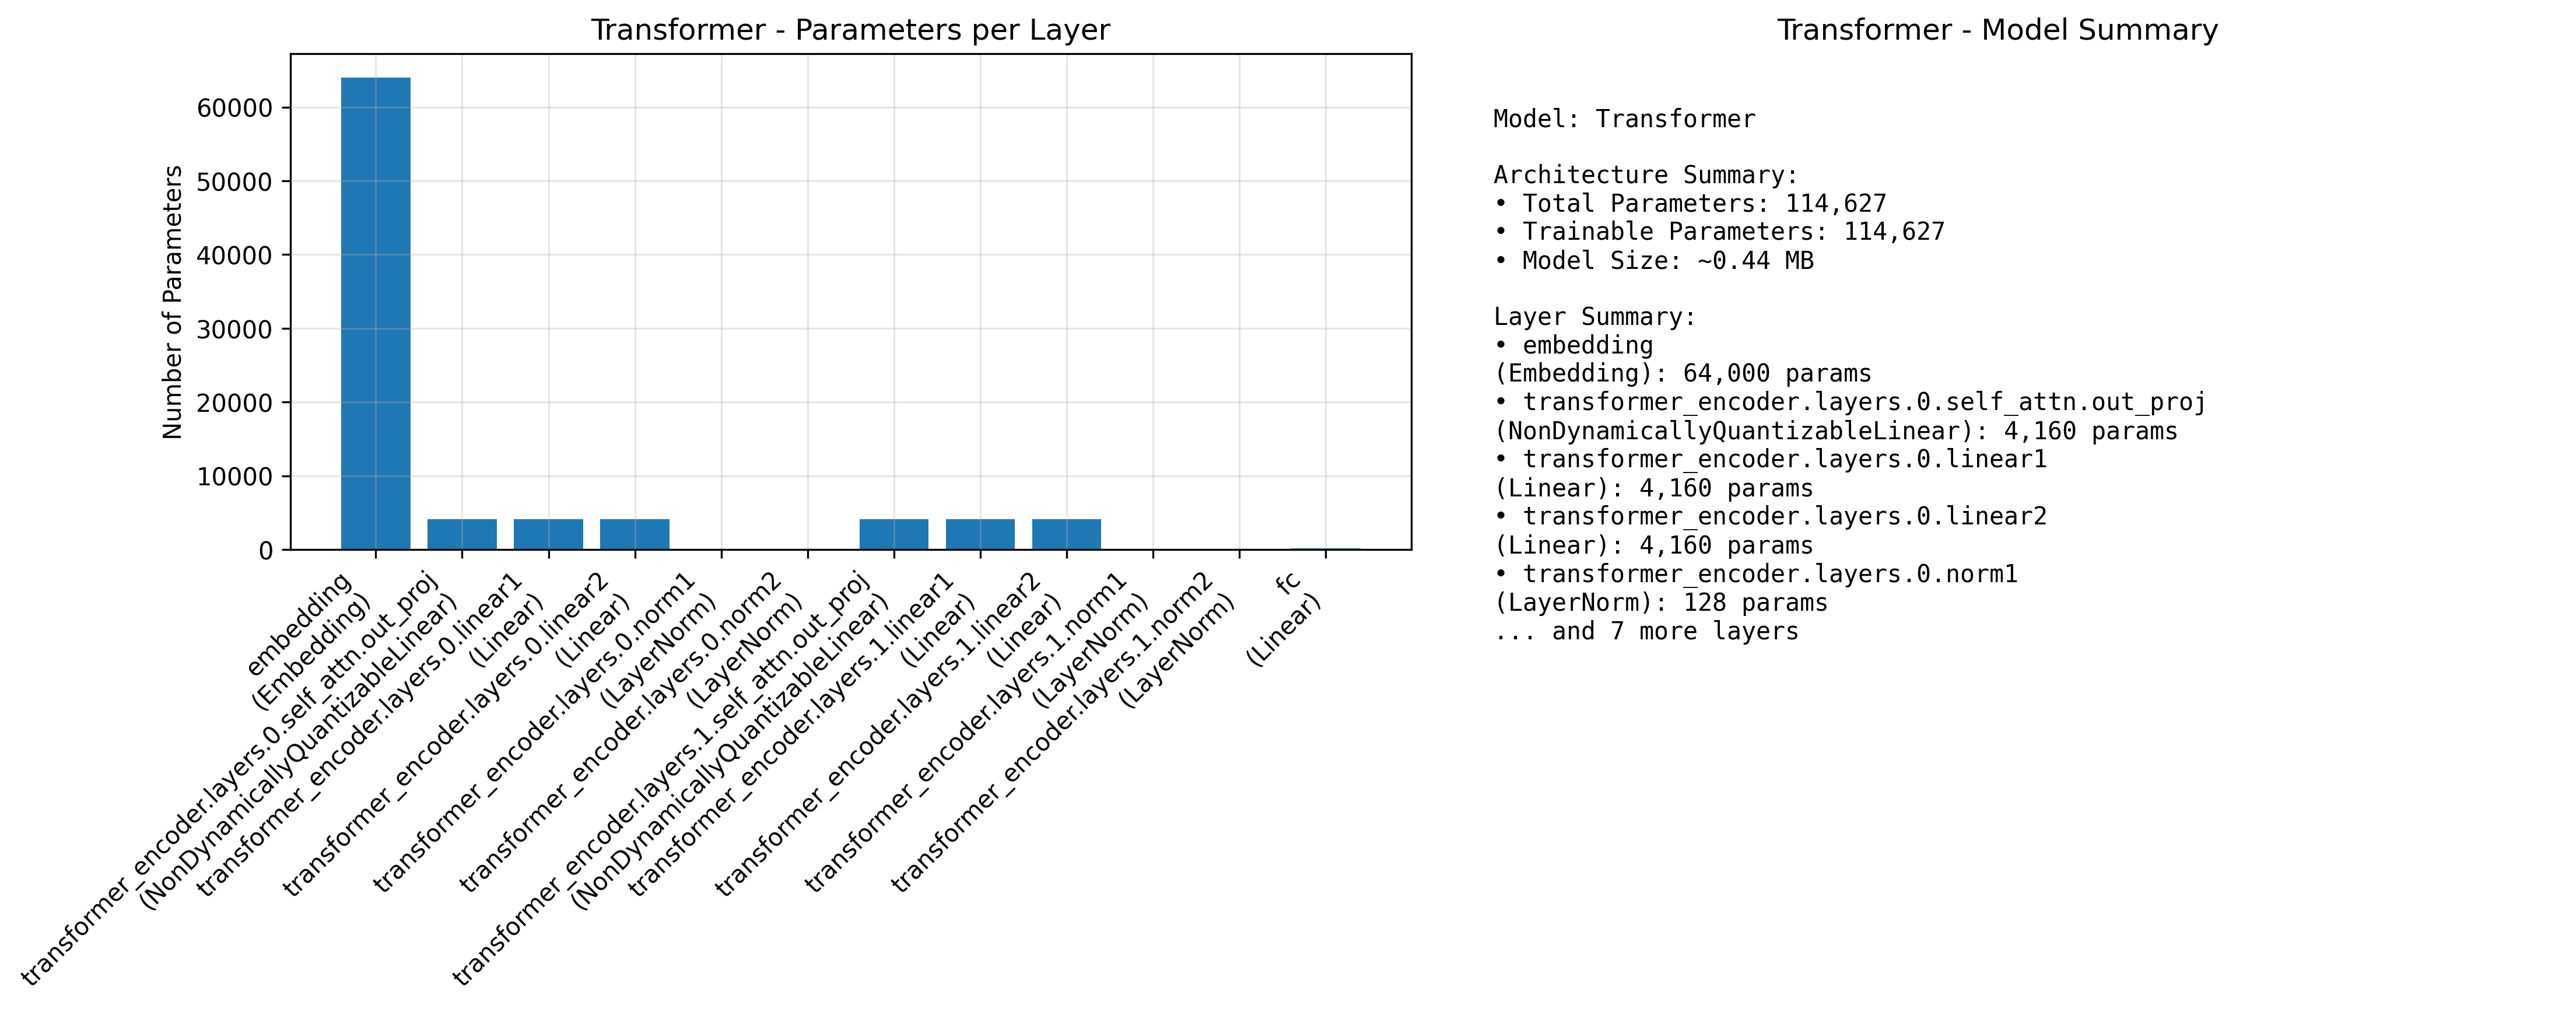 Transformer - Parameters per Layer
Number of Parameters
60000
50000
40000
30000
20000
10000
0
embedding
(Embedding)
transformer_encoder.layers.0.self_attn.out_proj
(NonDynamicallyQuantizableLinear)
transformer_encoder.layers.0.linear1
(Linear)
transformer_encoder.layers.0.linear2
(Linear)
transformer_encoder.layers.0.norm1
(LayerNorm)
transformer_encoder.layers.0.norm2
(LayerNorm)
transformer_encoder.layers.1.self_attn.out_proj
(NonDynamicallyQuantizableLinear)
transformer_encoder.layers.1.linear1
(Linear)
transformer_encoder.layers.1.linear2
(Linear)
transformer_encoder.layers.1.norm1
(LayerNorm)
transformer_encoder.layers.1.norm2
(LayerNorm)
fc
(Linear)
Transformer - Model Summary
Model: Transformer
Architecture Summary:
• Total Parameters: 114,627
• Trainable Parameters: 114,627
• Model Size: ~0.44 MB
Layer Summary:
• embedding
(Embedding): 64,000 params
• transformer_encoder.layers.0.self_attn.out_proj
(NonDynamicallyQuantizableLinear): 4,160 params
• transformer_encoder.layers.0.linear1
(Linear): 4,160 params
• transformer_encoder.layers.0.linear2
(Linear): 4,160 params
• transformer_encoder.layers.0.norm1
(LayerNorm): 128 params
... and 7 more layers